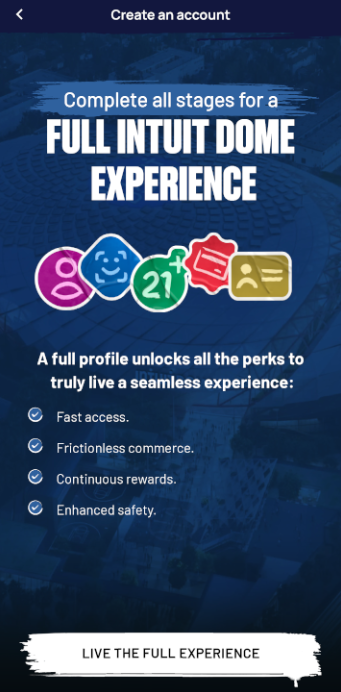 Create an account
Complete all stages for a
FULL INTUIT DOME
EXPERIENCE
21+
A full profile unlocks all the perks to
truly live a seamless experience:
Fast access.
Frictionless commerce.
Continuous rewards.
Enhanced safety.
LIVE THE FULL EXPERIENCE